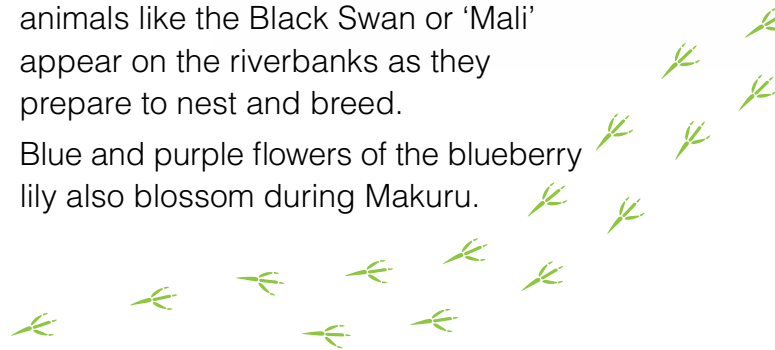 animals like the Black Swan or ‘Mali’
appear on the riverbanks as they
prepare to nest and breed.
Blue and purple flowers of the blueberry
lily also blossom during Makuru.